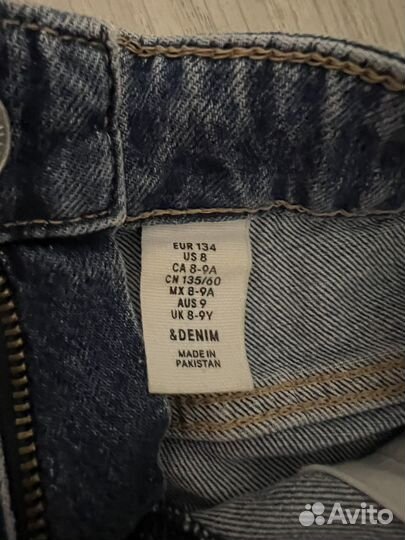 EUR 134
US 8
CA 8-9A
CN 135/60
MX 8-9A
AUS 9
UK 8-9Y
&DENIM
MADE IN
PAKISTAN
Avito